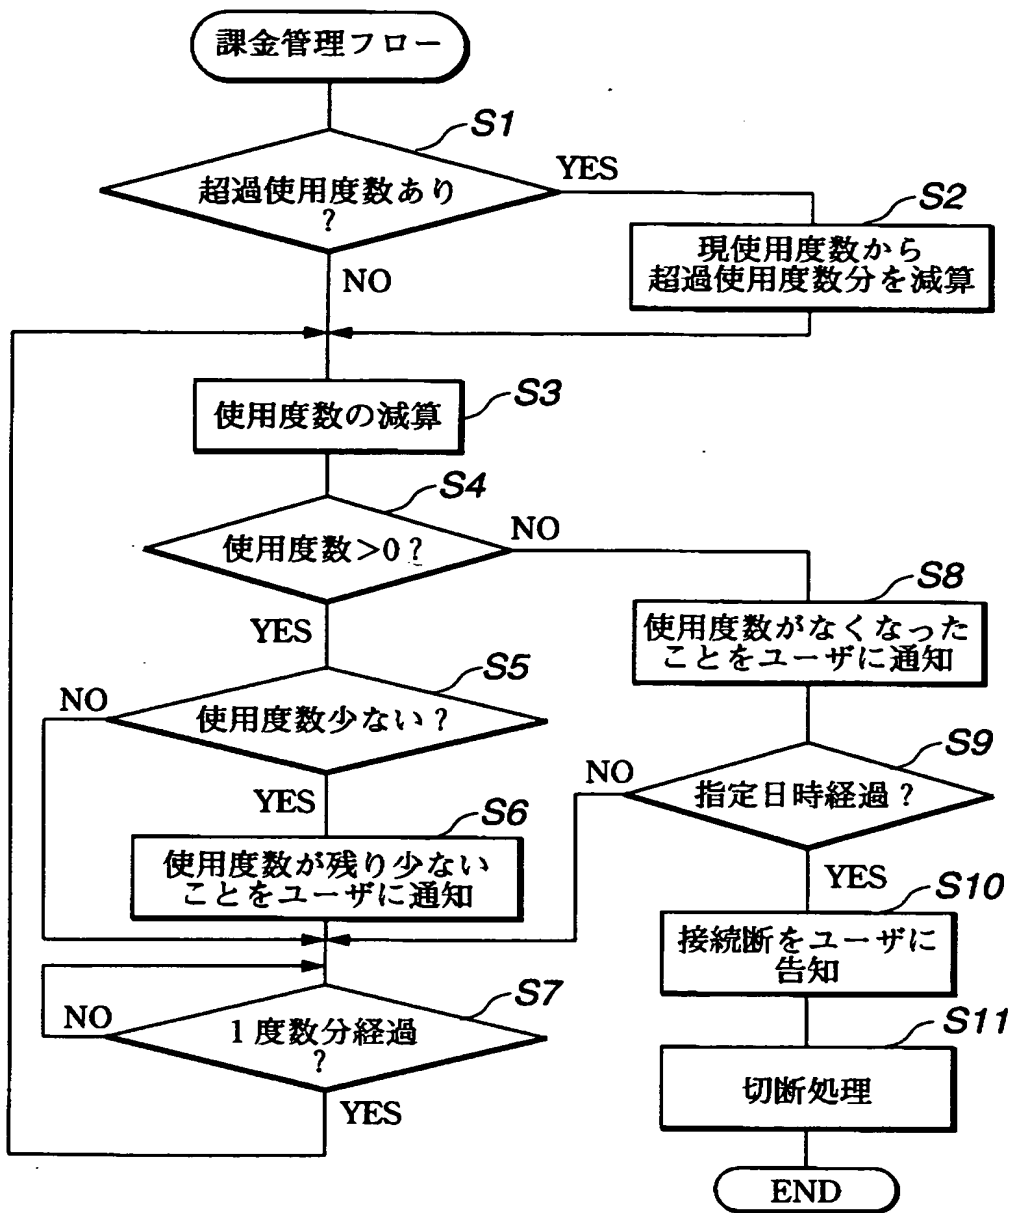 課金管理フロー
S1
超過使用度数あり
?
YES
NO
S2
現使用度数から
超過使用度数分を減算
S3
使用度数の減算
S4
使用度数>0?
NO
YES
S8
使用度数がなくなった
ことをユーザに通知
S5
使用度数少ない?
NO
YES
S9
指定日時経過?
NO
YES
S6
使用度数が残り少ない
ことをユーザに通知
S10
接続断をユーザに
告知
S7
1度数分経過
?
NO
YES
S11
切断処理
END